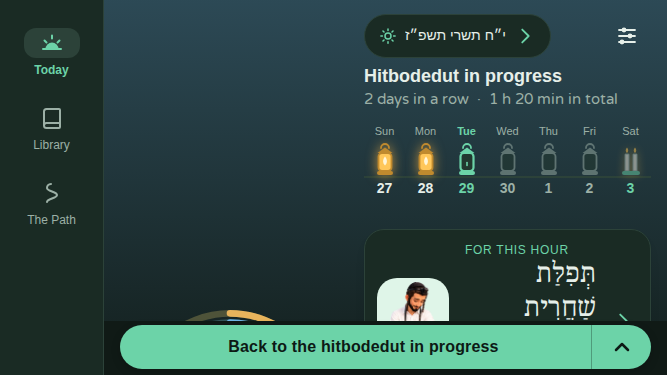 Today
Library
The Path
י״ח תשרי תשפ״ז
Hitbodedut in progress
2 days in a row · 1 h 20 min in total
Sun Mon Tue Wed Thu Fri Sat
27 28 29 30 1 2 3
FOR THIS HOUR
תְּפִלַּת
שַׁחֲרִית
Back to the hitbodedut in progress